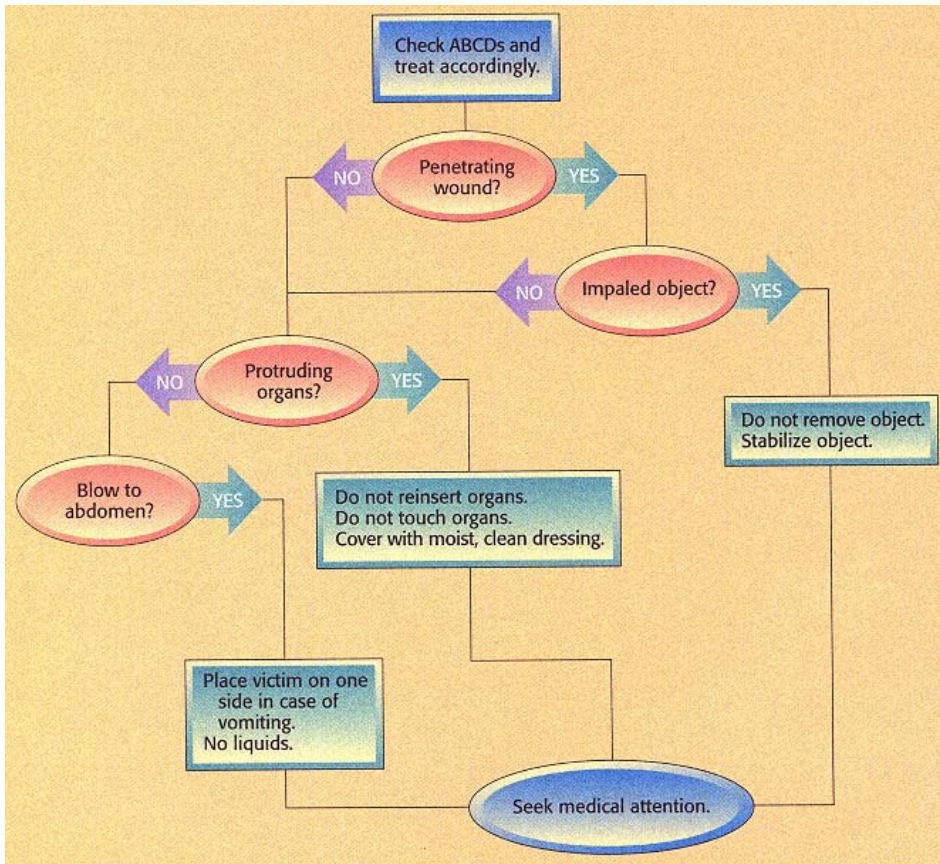 Check ABCDs and
treat accordingly.
NO
Penetrating
wound?
YES
NO
Impaled object?
YES
NO
Protruding
organs?
YES
Do not remove object.
Stabilize object.
Blow to
abdomen?
YES
Do not reinsert organs.
Do not touch organs.
Cover with moist, clean dressing.
Place victim on one
side in case of
vomiting.
No liquids.
Seek medical attention.